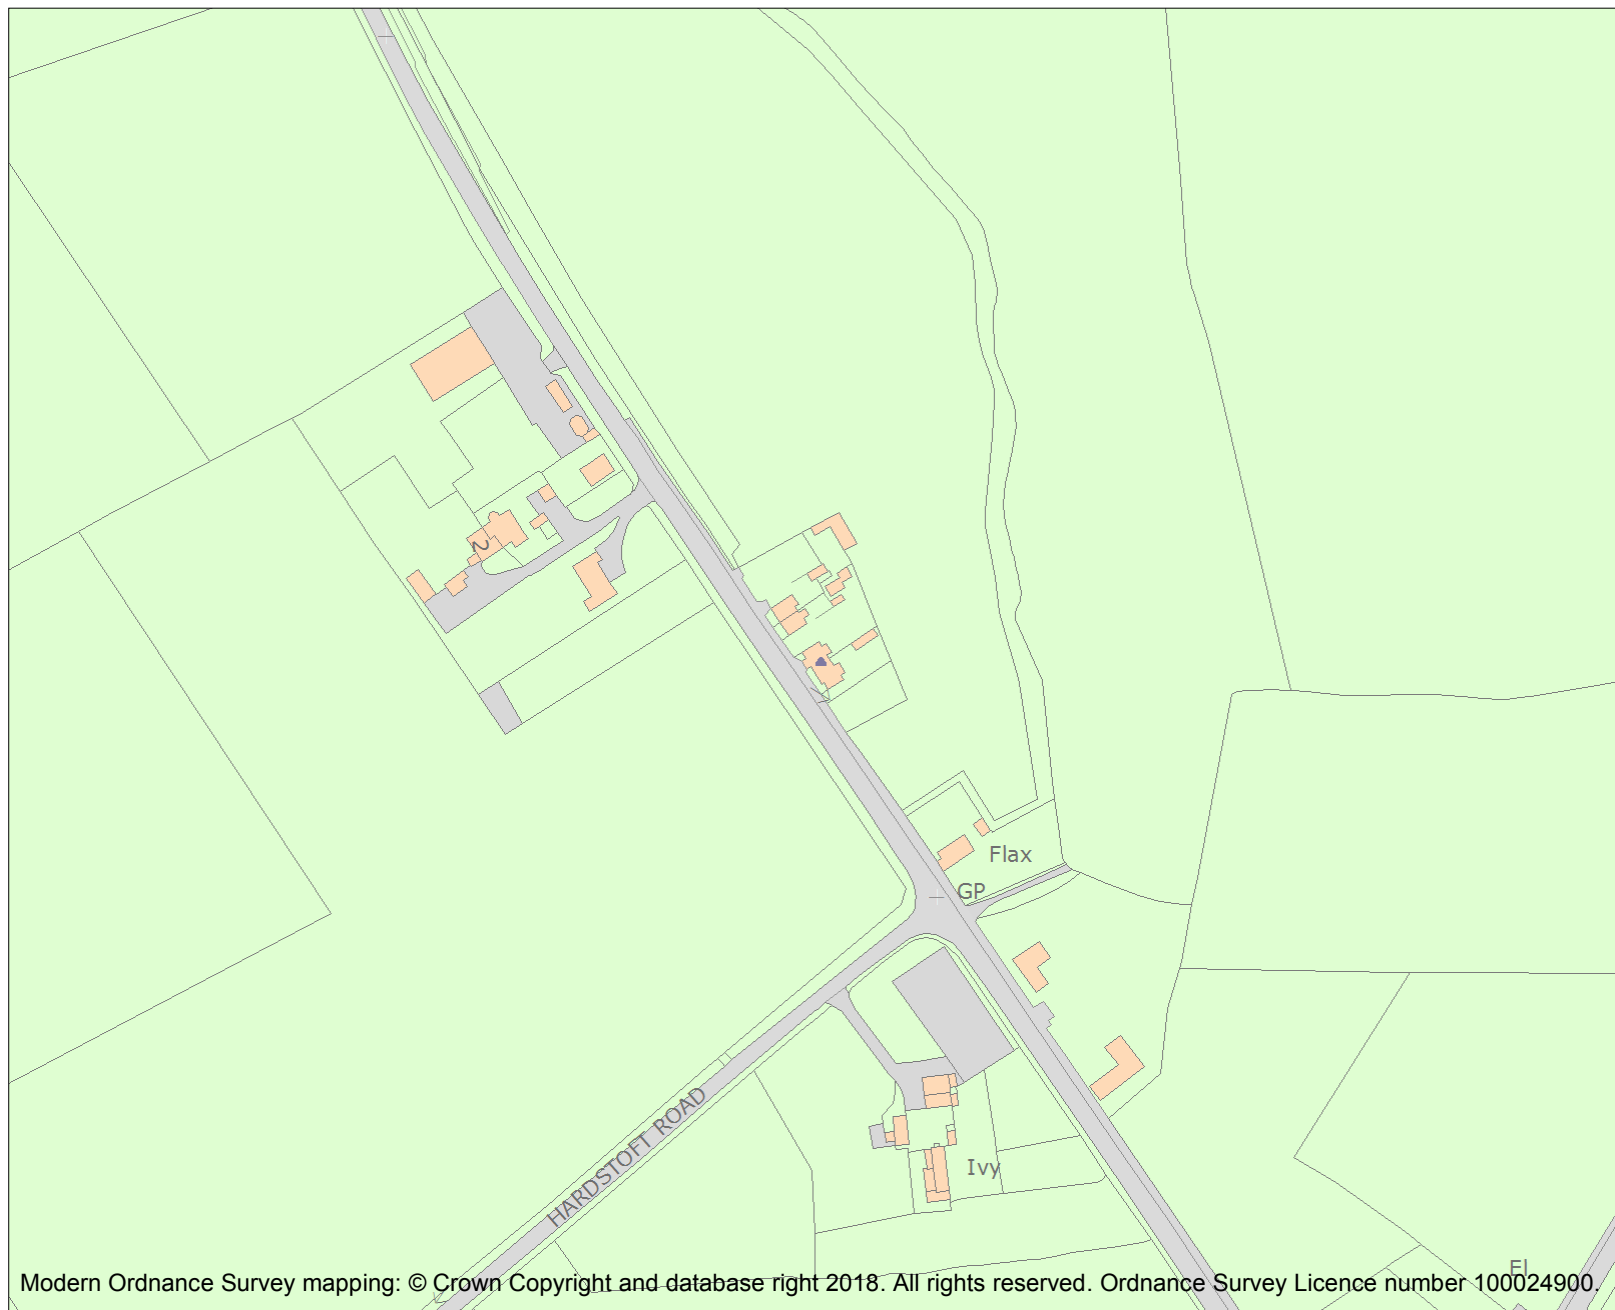 2
Flax
GP
HARDSTOFT ROAD
Ivy
El
Modern Ordnance Survey mapping: © Crown Copyright and database right 2018. All rights reserved. Ordnance Survey Licence number 100024900.